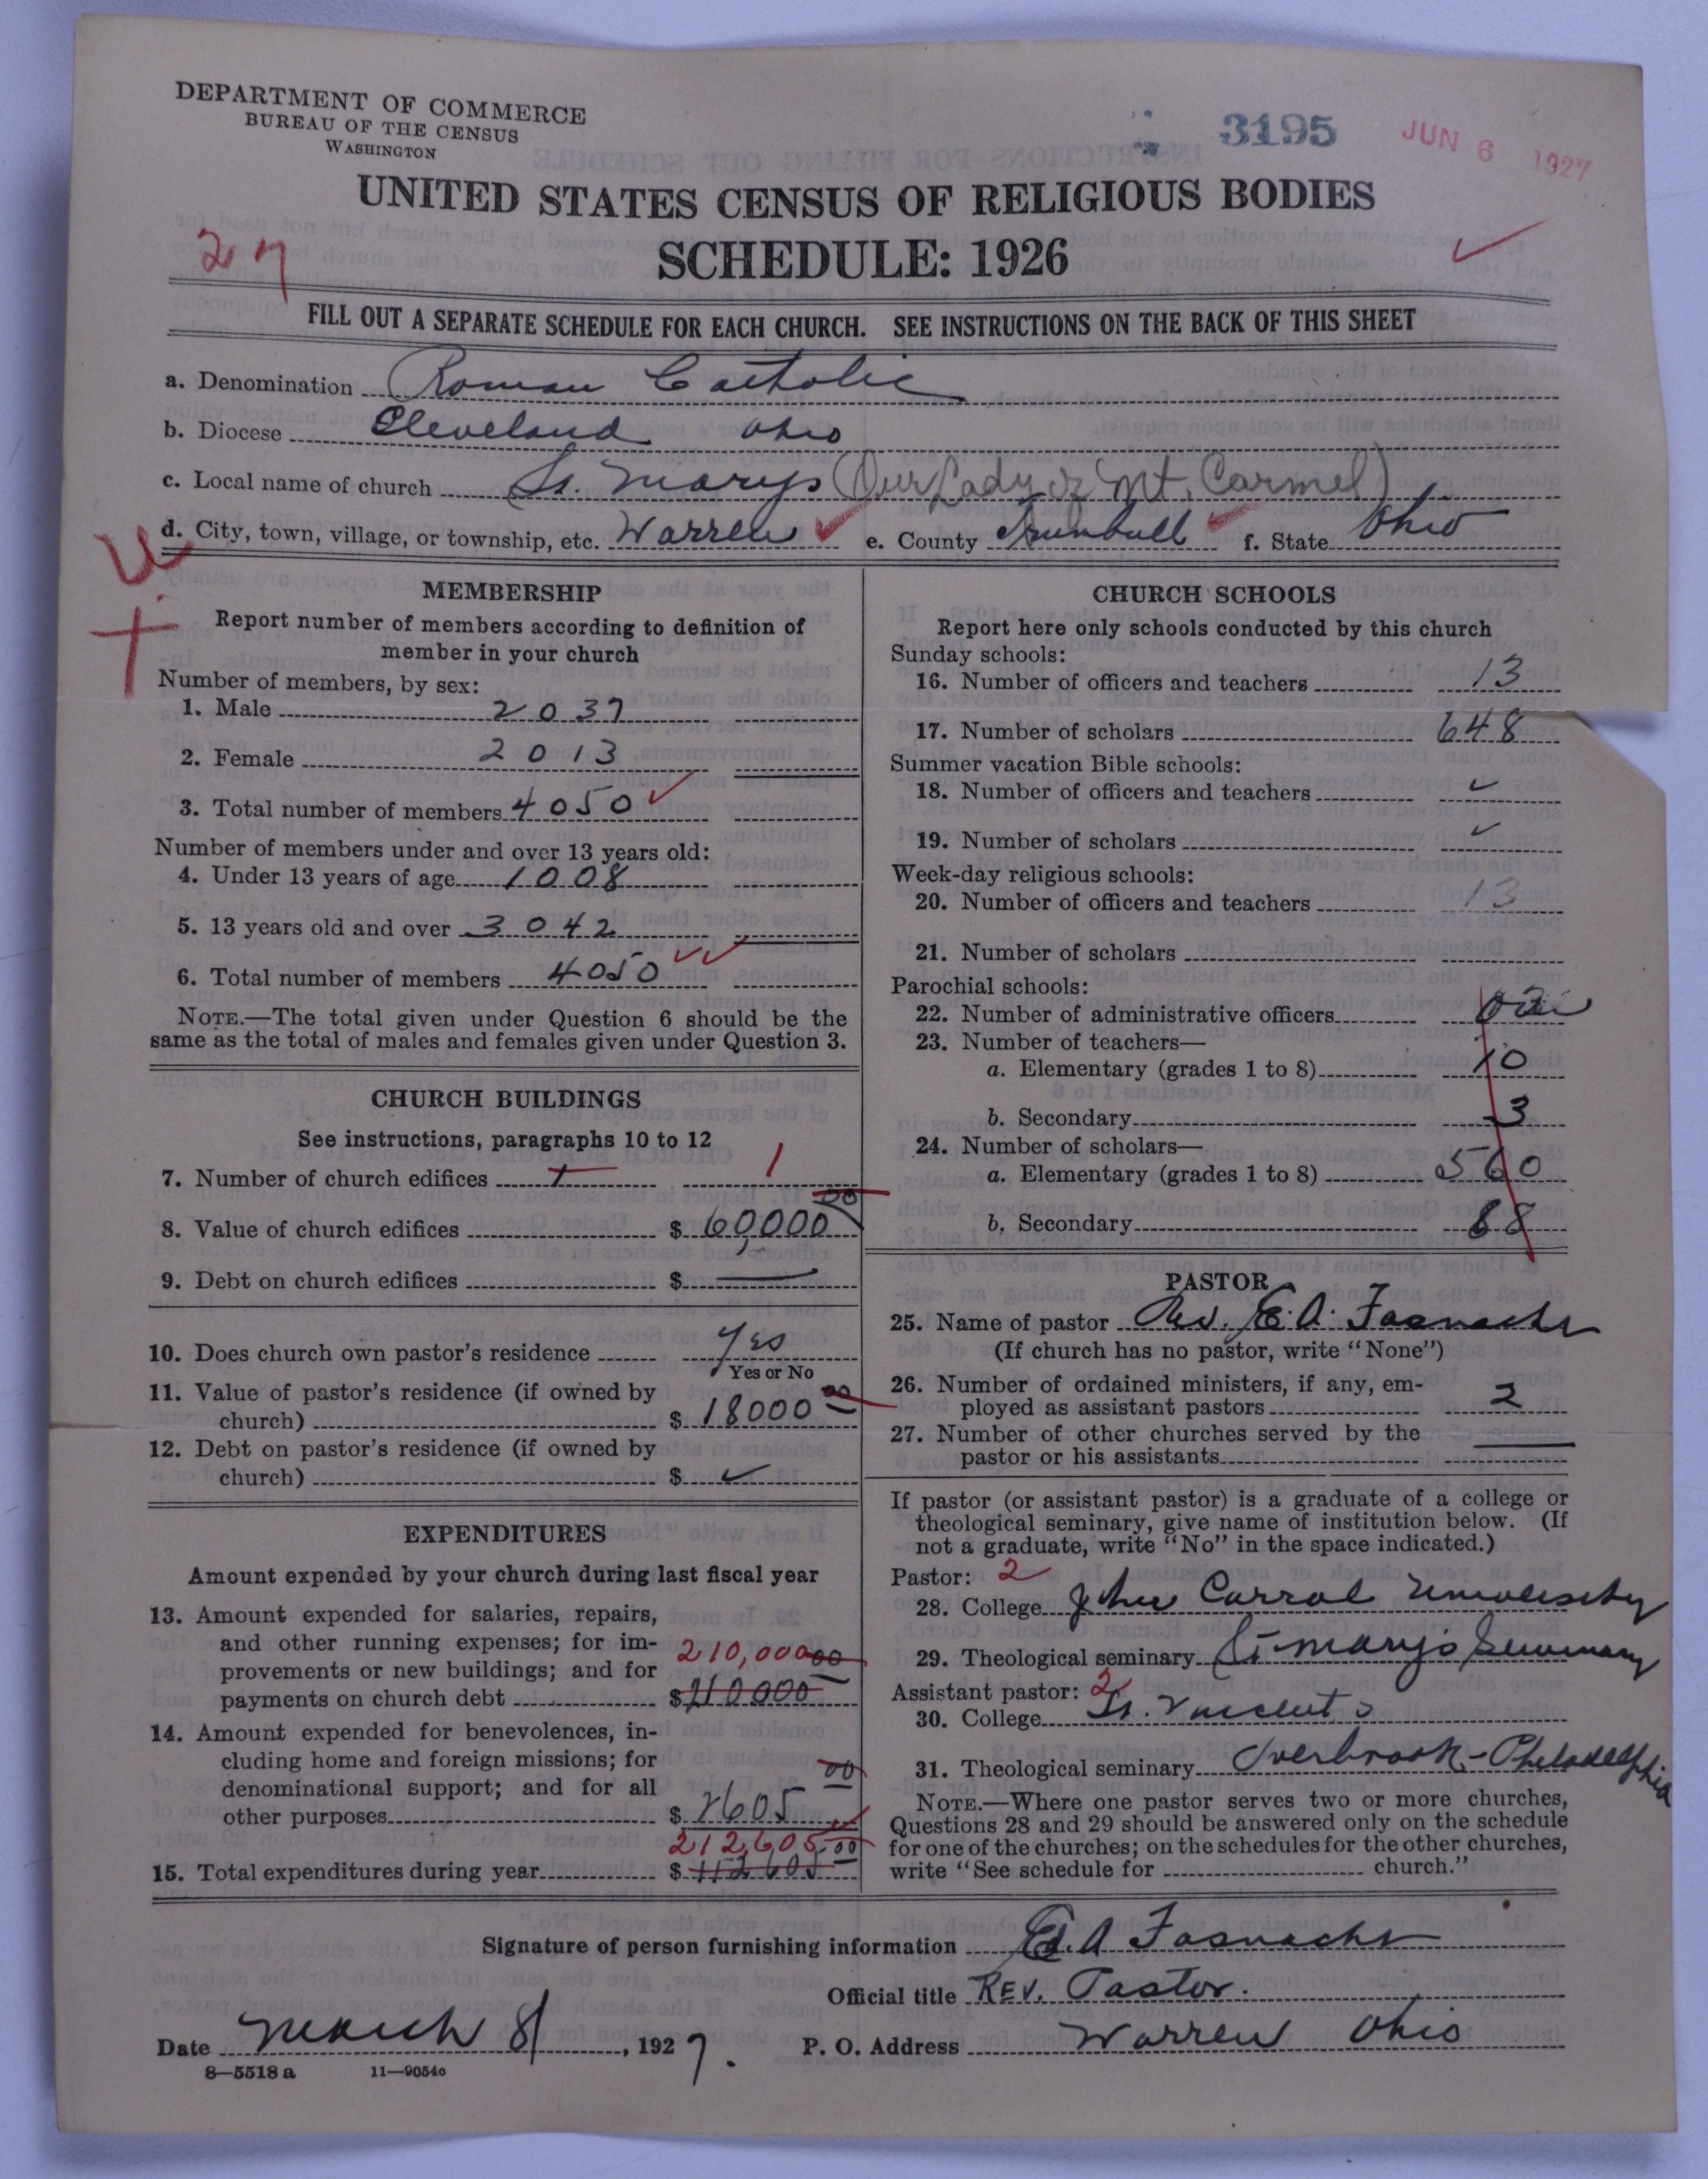 DEPARTMENT OF COMMERCE
BUREAU OF THE CENSUS
WASHINGTON
3195
JUN 6 1927
UNITED STATES CENSUS OF RELIGIOUS BODIES
SCHEDULE: 1926
27
FILL OUT A SEPARATE SCHEDULE FOR EACH CHURCH. SEE INSTRUCTIONS ON THE BACK OF THIS SHEET
a. Denomination Roman Catholic
b. Diocese Cleveland Ohio
c. Local name of church St. Marys (Our Lady of Mt. Carmel)
d. City, town, village, or township, etc. Warren e. County Trumbull f. State Ohio
MEMBERSHIP
Report number of members according to definition of
member in your church
Number of members, by sex:
1. Male 2037
2. Female 2013
3. Total number of members 4050
Number of members under and over 13 years old:
4. Under 13 years of age 1008
5. 13 years old and over 3042
6. Total number of members 4050
NOTE.—The total given under Question 6 should be the
same as the total of males and females given under Question 3.
CHURCH BUILDINGS
See instructions, paragraphs 10 to 12
7. Number of church edifices 1 1
8. Value of church edifices $ 60,000 00
9. Debt on church edifices $ —
10. Does church own pastor's residence Yes
Yes or No
11. Value of pastor's residence (if owned by
church) $ 18000 00
12. Debt on pastor's residence (if owned by
church) $ ✓
EXPENDITURES
Amount expended by your church during last fiscal year
13. Amount expended for salaries, repairs,
and other running expenses; for im-
provements or new buildings; and for 210,000 00
payments on church debt $ 210000
14. Amount expended for benevolences, in-
cluding home and foreign missions; for
denominational support; and for all 00
other purposes $ 2605
212,605 00
15. Total expenditures during year $ 112605
CHURCH SCHOOLS
Report here only schools conducted by this church
Sunday schools:
16. Number of officers and teachers 13
17. Number of scholars 648
Summer vacation Bible schools:
18. Number of officers and teachers ✓
19. Number of scholars ✓
Week-day religious schools:
20. Number of officers and teachers 13
21. Number of scholars
Parochial schools:
22. Number of administrative officers
23. Number of teachers—
a. Elementary (grades 1 to 8) 10
b. Secondary 3
24. Number of scholars—
a. Elementary (grades 1 to 8) 560
b. Secondary 88
PASTOR
25. Name of pastor Rev. E. A. Fasnacht
(If church has no pastor, write "None")
26. Number of ordained ministers, if any, em-
ployed as assistant pastors 2
27. Number of other churches served by the
pastor or his assistants —
If pastor (or assistant pastor) is a graduate of a college or
theological seminary, give name of institution below. (If
not a graduate, write "No" in the space indicated.)
Pastor: 2
28. College John Carrol University
29. Theological seminary St Mary's Seminary
Assistant pastor: 2
30. College St. Vincent's
31. Theological seminary Overbrook - Philadelphia
NOTE.—Where one pastor serves two or more churches,
Questions 28 and 29 should be answered only on the schedule
for one of the churches; on the schedules for the other churches,
write "See schedule for church."
Signature of person furnishing information Ed. A Fasnacht
Official title Rev. Pastor.
Date March 8, 1927. P. O. Address Warren Ohio
8—5518 a 11—9054c